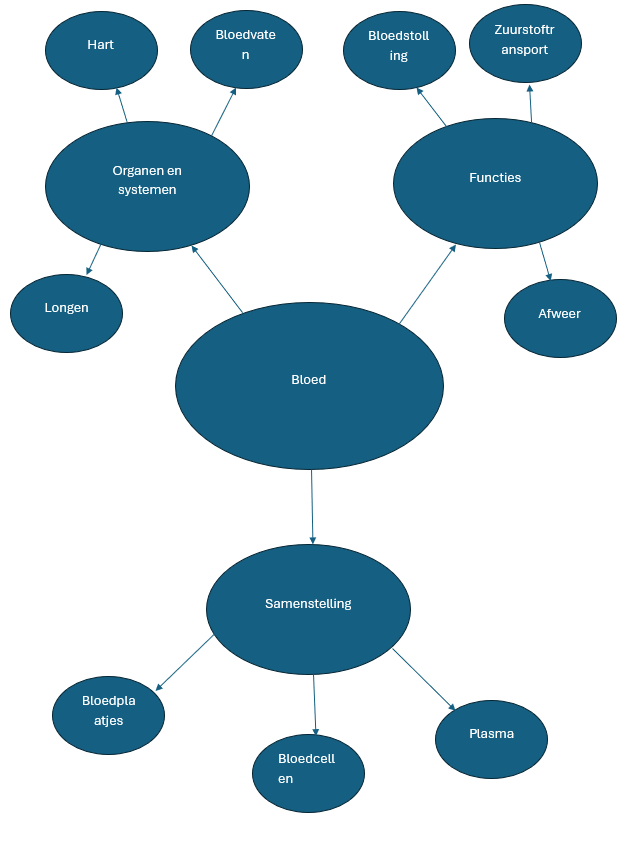 Hart
Bloedvate
n
Bloedstoll
ing
Zuurstoftr
ansport
Organen en
systemen
Functies
Longen
Afweer
Bloed
Samenstelling
Bloedpla
atjes
Bloedcell
en
Plasma